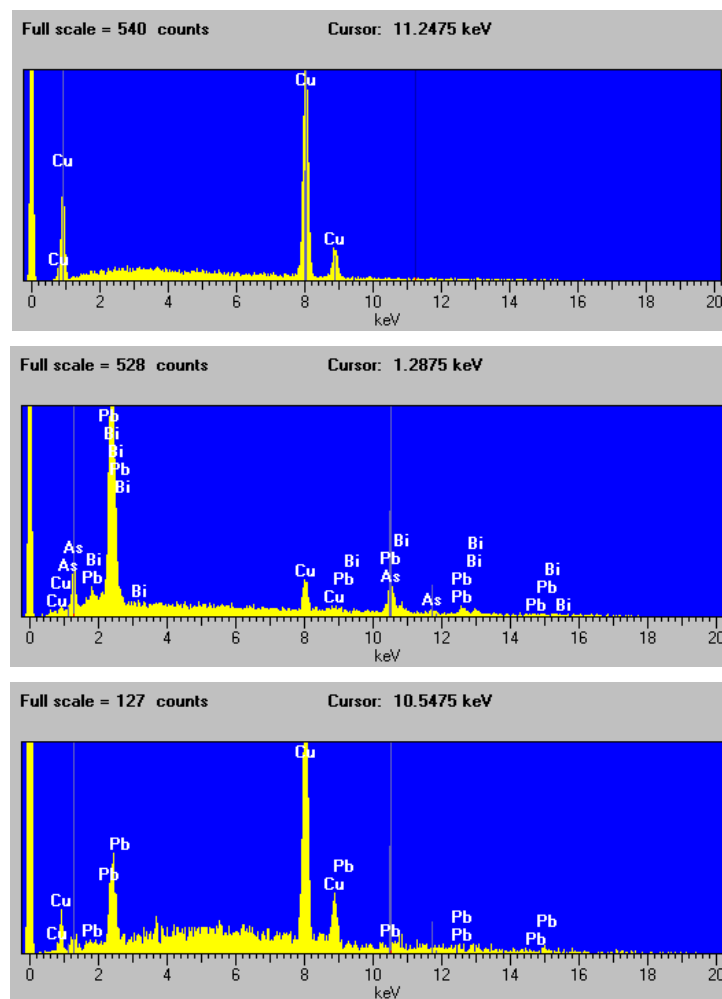 Full scale = 540 counts Cursor: 11.2475 keV
Cu
Cu
Cu
Cu
0 2 4 6 8 10 12 14 16 18 20
keV
Full scale = 528 counts Cursor: 1.2875 keV
Pb
Bi
Bi
Pb
Bi
Bi Bi
As Bi Bi Pb Bi Bi Bi
As Pb Cu Pb As Pb Pb
Cu Bi Cu As Pb Pb Bi
Cu
0 2 4 6 8 10 12 14 16 18 20
keV
Full scale = 127 counts Cursor: 10.5475 keV
Cu
Pb
Pb Pb
Cu Cu
Cu Pb Pb Pb Pb
Pb Pb
0 2 4 6 8 10 12 14 16 18 20
keV